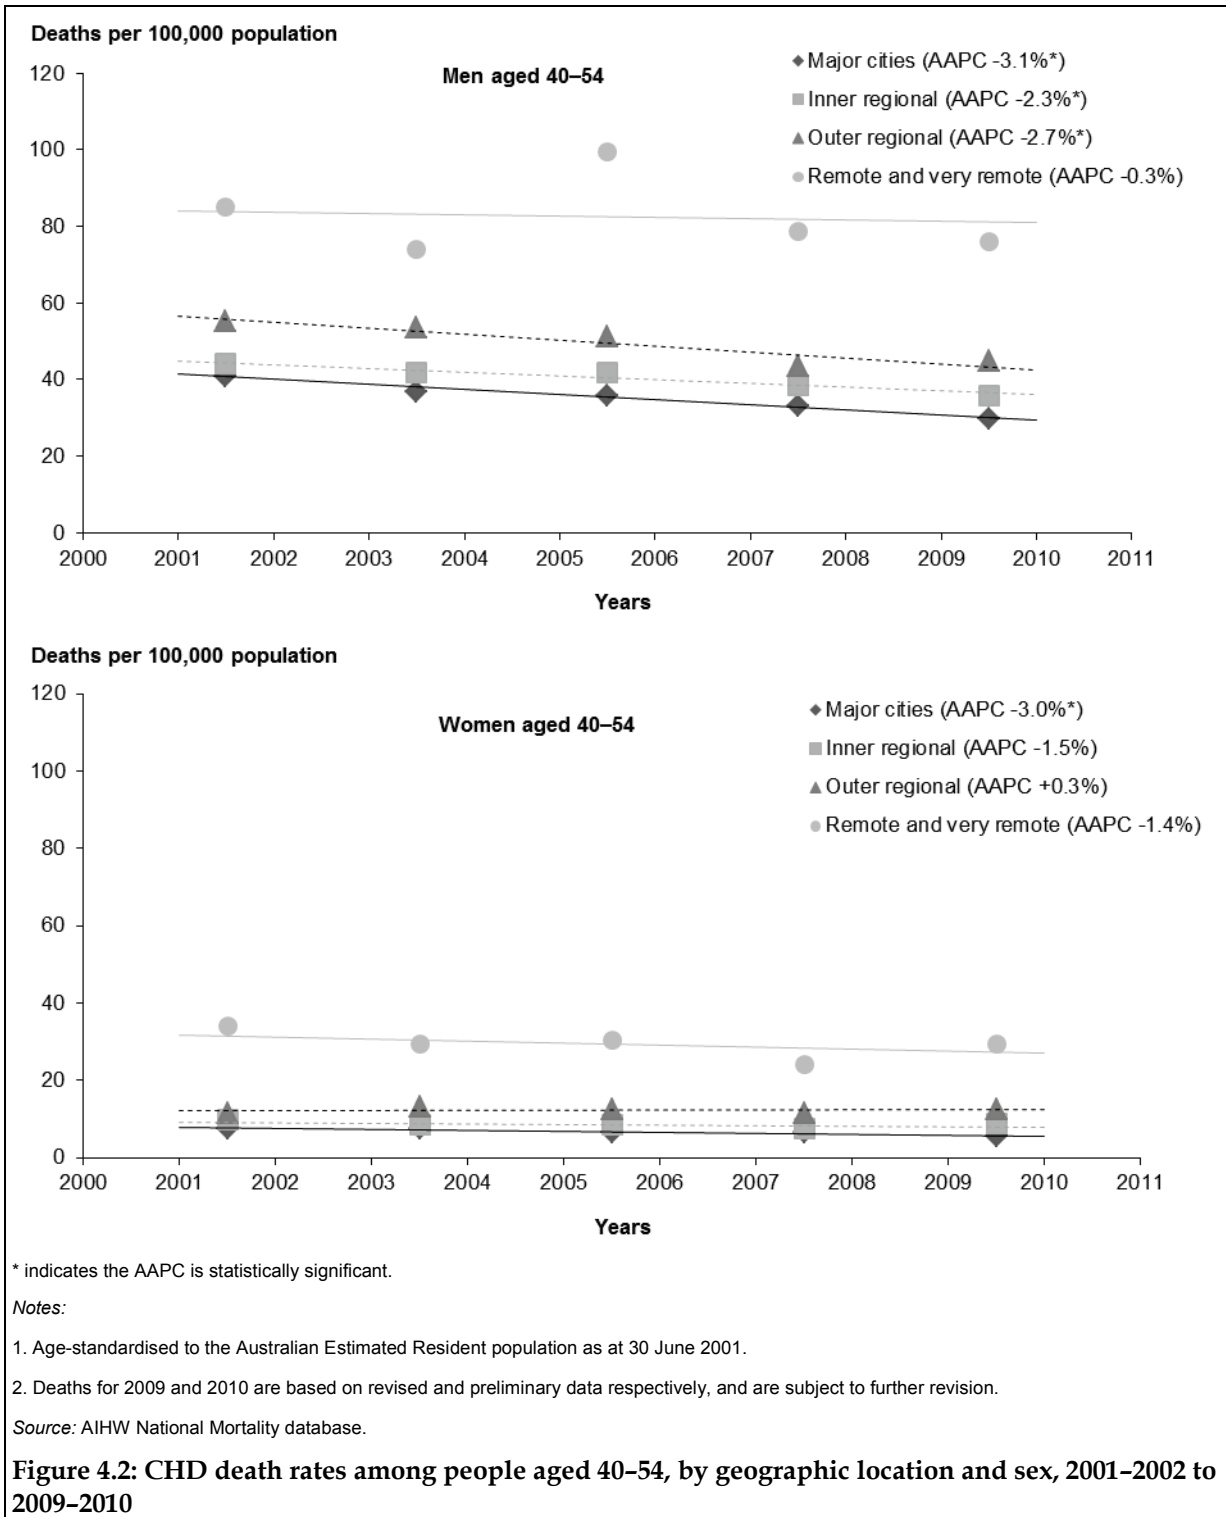 Deaths per 100,000 population
Men aged 40–54
Major cities (AAPC -3.1%*)
Inner regional (AAPC -2.3%*)
Outer regional (AAPC -2.7%*)
Remote and very remote (AAPC -0.3%)
120
100
80
60
40
20
0
2000 2001 2002 2003 2004 2005 2006 2007 2008 2009 2010 2011
Years
Deaths per 100,000 population
Women aged 40–54
Major cities (AAPC -3.0%*)
Inner regional (AAPC -1.5%)
Outer regional (AAPC +0.3%)
Remote and very remote (AAPC -1.4%)
120
100
80
60
40
20
0
2000 2001 2002 2003 2004 2005 2006 2007 2008 2009 2010 2011
Years
* indicates the AAPC is statistically significant.
Notes:
1. Age-standardised to the Australian Estimated Resident population as at 30 June 2001.
2. Deaths for 2009 and 2010 are based on revised and preliminary data respectively, and are subject to further revision.
Source: AIHW National Mortality database.
Figure 4.2: CHD death rates among people aged 40–54, by geographic location and sex, 2001–2002 to
2009–2010